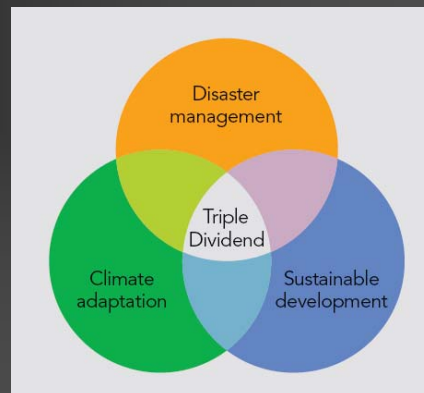 Disaster
management
Triple
Dividend
Climate
adaptation
Sustainable
development